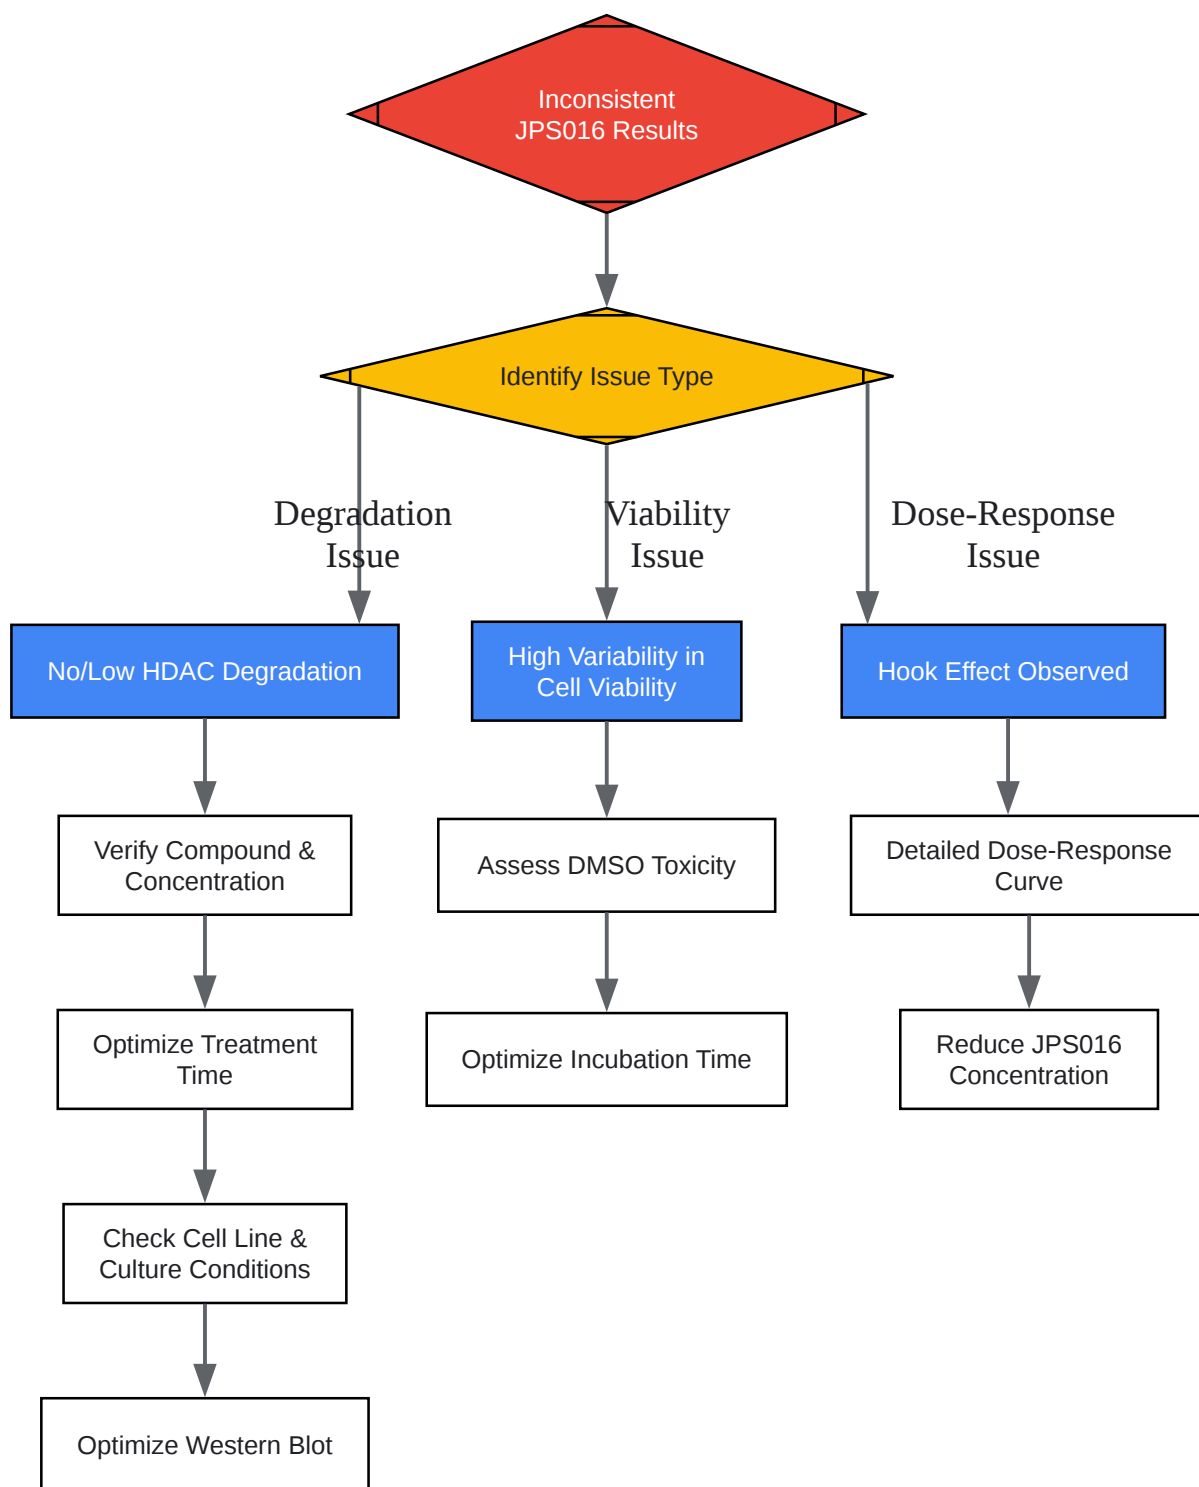 Inconsistent
JPS016 Results
Identify Issue Type
Degradation
Issue
Viability
Issue
Dose-Response
Issue
No/Low HDAC Degradation
High Variability in
Cell Viability
Hook Effect Observed
Verify Compound &
Concentration
Assess DMSO Toxicity
Detailed Dose-Response
Curve
Optimize Treatment
Time
Optimize Incubation Time
Reduce JPS016
Concentration
Check Cell Line &
Culture Conditions
Optimize Western Blot